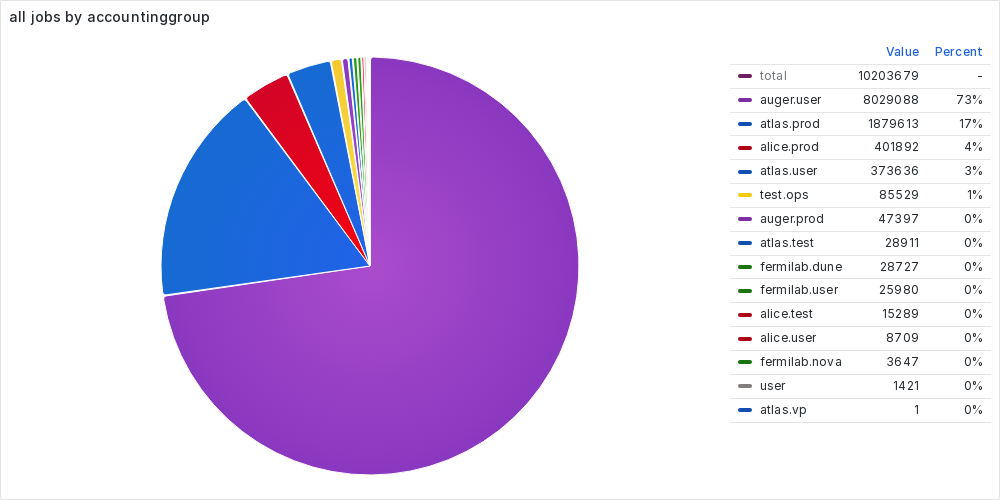 all jobs by accountinggroup
Value Percent
total 10203679 -
auger.user 8029088 73%
atlas.prod 1879613 17%
alice.prod 401892 4%
atlas.user 373636 3%
test.ops 85529 1%
auger.prod 47397 0%
atlas.test 28911 0%
fermilab.dune 28727 0%
fermilab.user 25980 0%
alice.test 15289 0%
alice.user 8709 0%
fermilab.nova 3647 0%
user 1421 0%
atlas.vp 1 0%